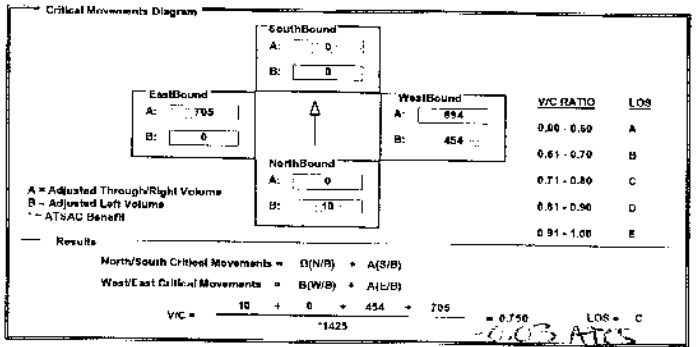 Critical Movements Diagram
SouthBound
A: 0
B: 0
EastBound
A: 705
B: 0
WestBound
A: 694
B: 454
NorthBound
A: 0
B: 10
V/C RATIO LOS
0.00 - 0.60 A
0.61 - 0.70 B
0.71 - 0.80 C
0.81 - 0.90 D
0.91 - 1.00 E
A = Adjusted Through/Right Volume
B = Adjusted Left Volume
* = ATSAC Benefit
Results
North/South Critical Movements = B(N/B) + A(S/B)
West/East Critical Movements = B(W/B) + A(E/B)
V/C = 10 + 0 + 454 + 705 = 0.750 LOS = C
*1425
-0.03 ATCS